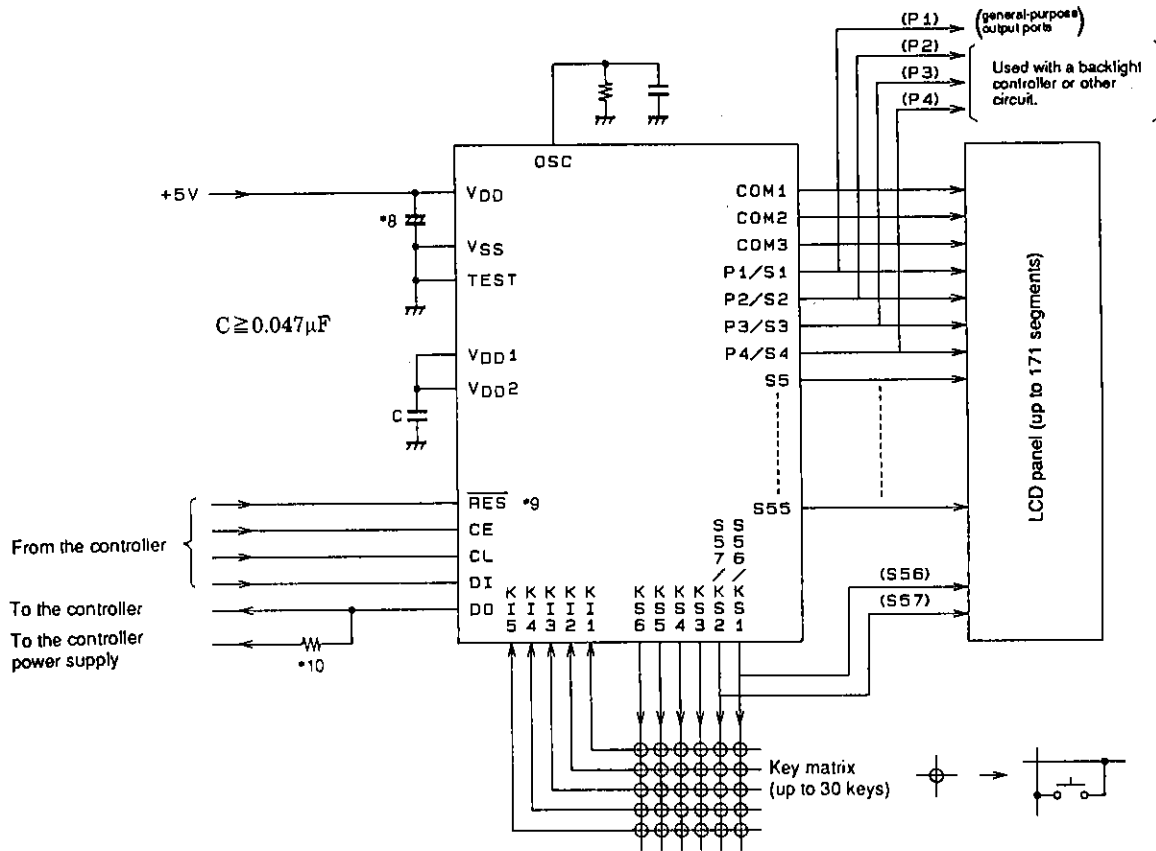 (P1)
(general-purpose
output ports)
(P2)
(P3)
(P4)
Used with a backlight
controller or other
circuit.
OSC
+5V
VDD
*8
VSS
TEST
C≧0.047μF
VDD1
VDD2
C
COM1
COM2
COM3
P1/S1
P2/S2
P3/S3
P4/S4
S5
S55
LCD panel (up to 171 segments)
From the controller
RES *9
CE
CL
DI
DO
To the controller
To the controller
power supply
*10
KI5
KI4
KI3
KI2
KI1
KS6
KS5
KS4
KS3
S57/KS2
S56/KS1
(S56)
(S57)
Key matrix
(up to 30 keys)